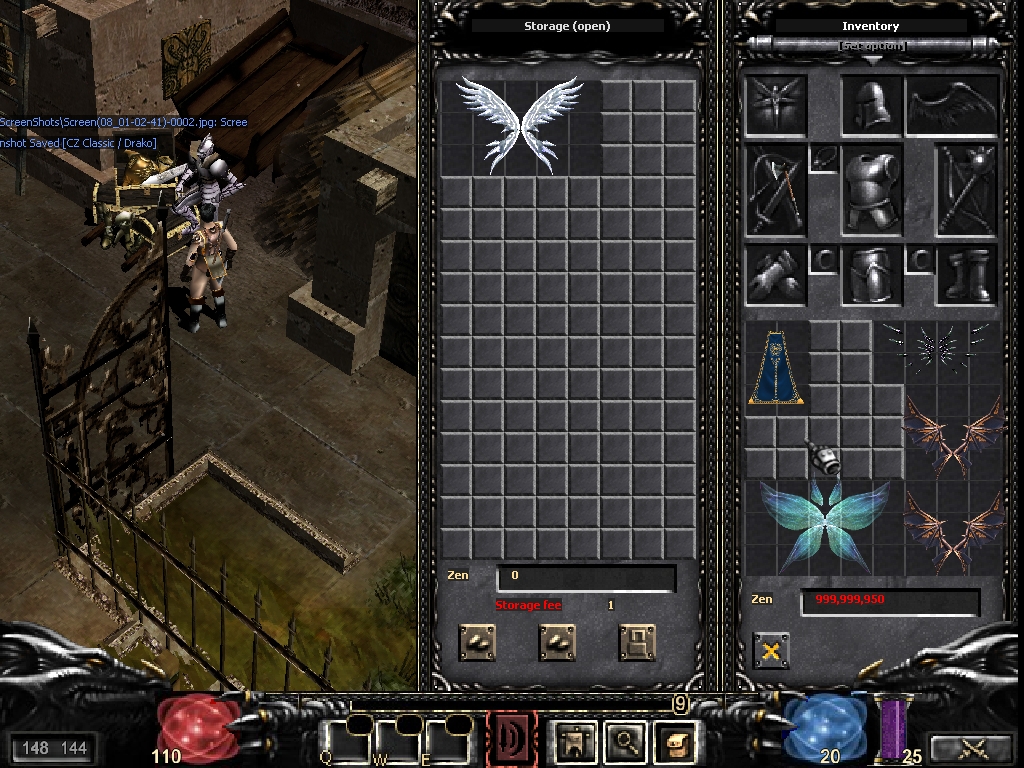 Storage (open)
Inventory
[Set option]
ScreenShots\Screen(08_01-02-41)-0002.jpg: Scree
nshot Saved [CZ Classic / Drako]
Zen 0
Storage fee 1
Zen 999,999,950
9
148 144
110
Q W E
20
25